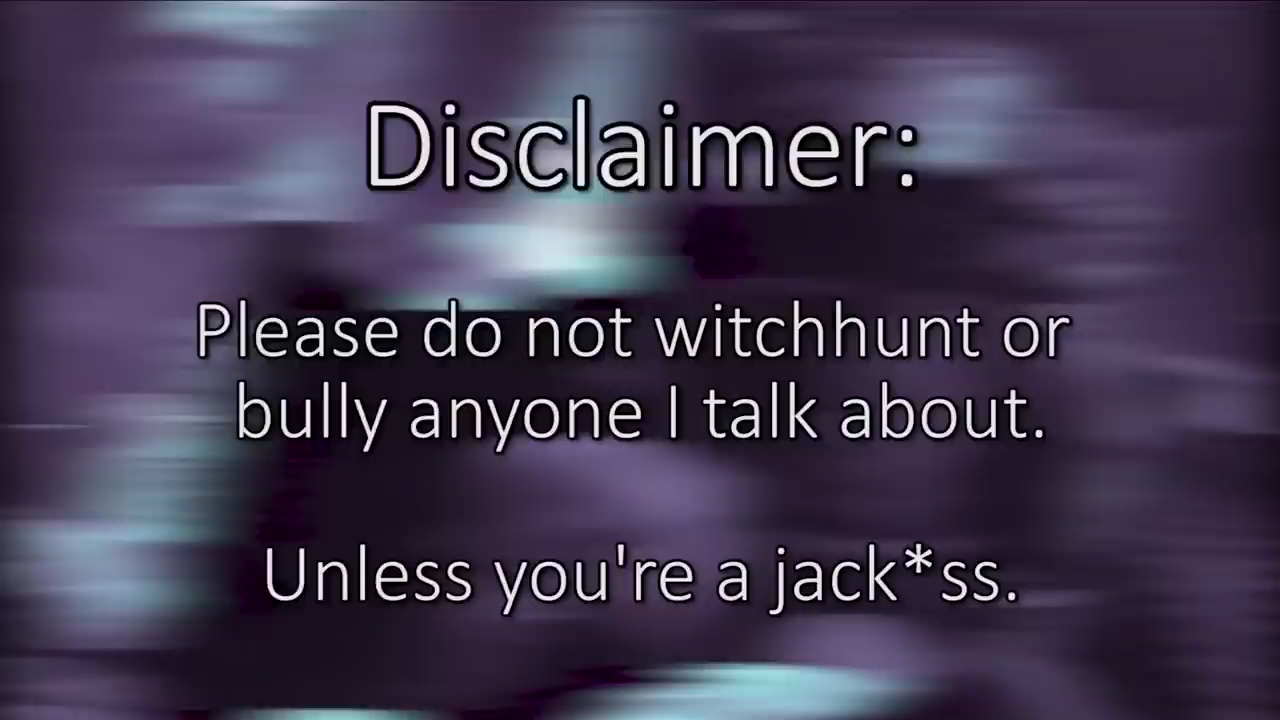 Disclaimer:
Please do not witchhunt or
bully anyone I talk about.
Unless you're a jack*ss.